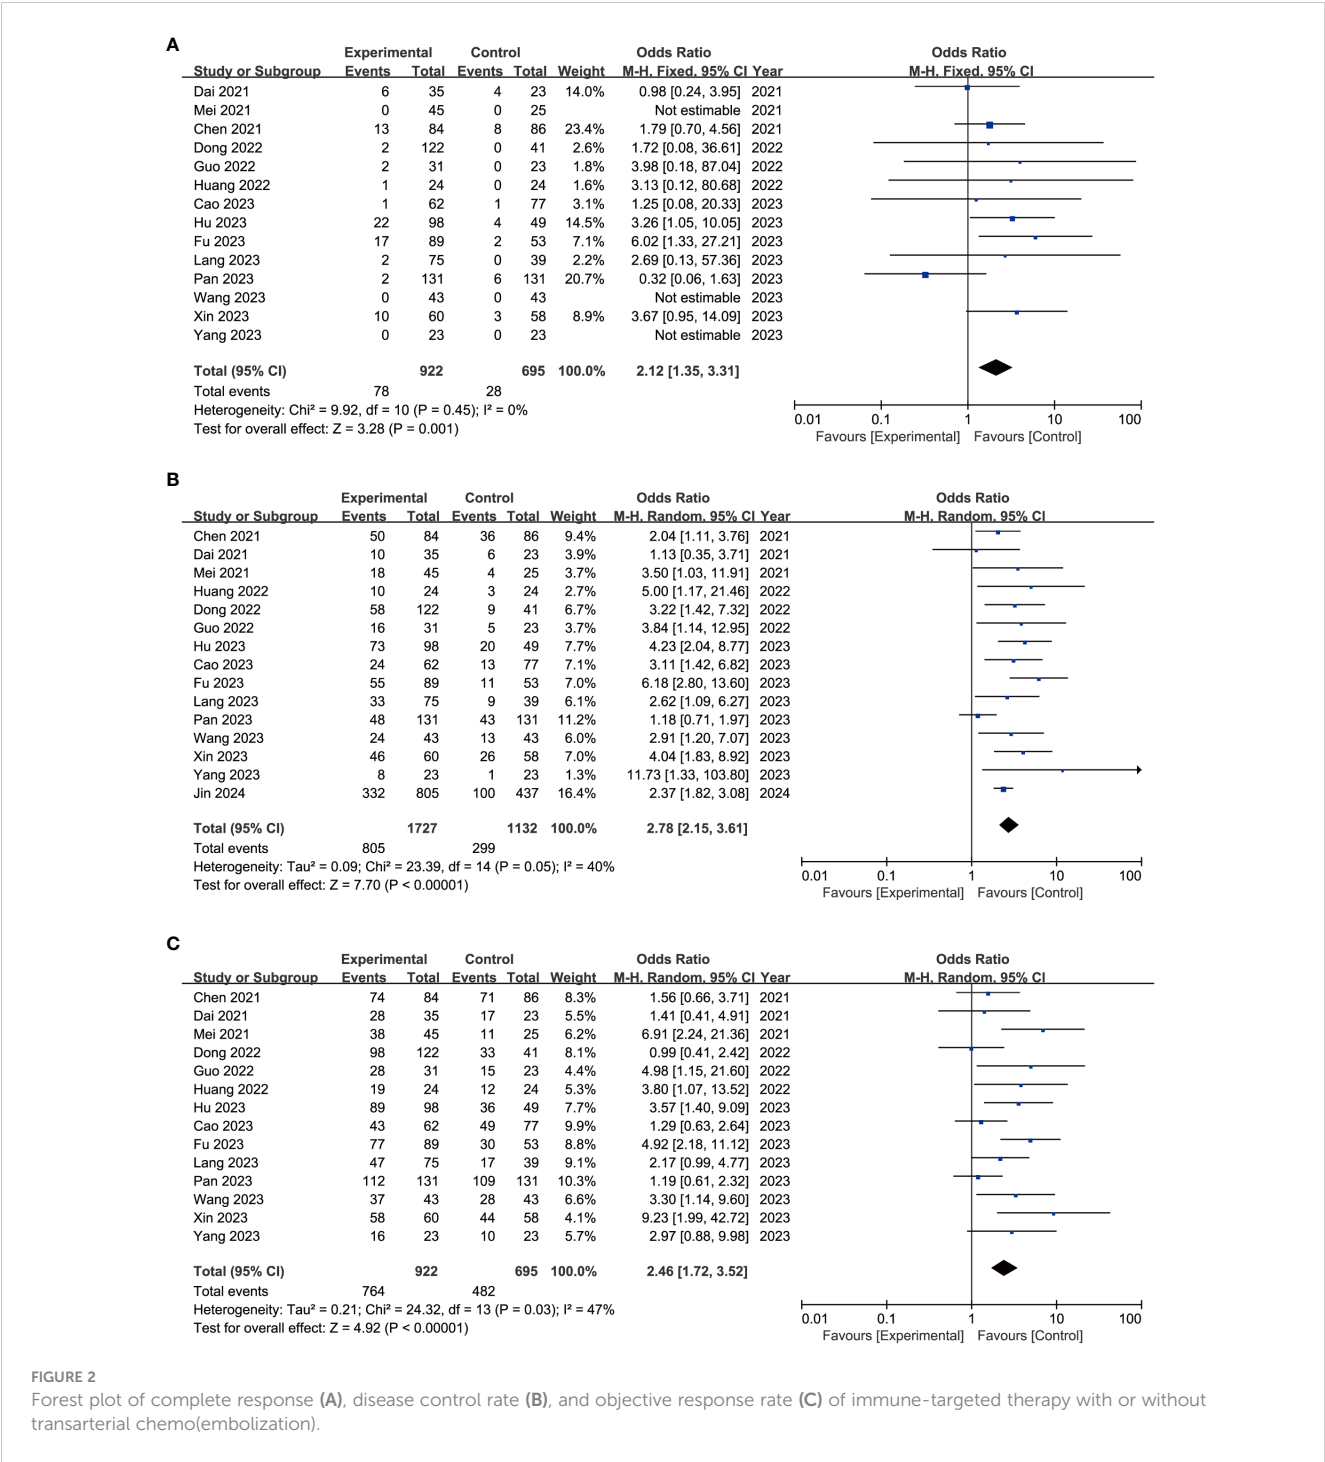 A
Experimental Control Odds Ratio Odds Ratio
Study or Subgroup Events Total Events Total Weight M-H, Fixed, 95% CI Year M-H, Fixed, 95% CI
Dai 2021 6 35 4 23 14.0% 0.98 [0.24, 3.95] 2021
Mei 2021 0 45 0 25 Not estimable 2021
Chen 2021 13 84 8 86 23.4% 1.79 [0.70, 4.56] 2021
Dong 2022 2 122 0 41 2.6% 1.72 [0.08, 36.61] 2022
Guo 2022 2 31 0 23 1.8% 3.98 [0.18, 87.04] 2022
Huang 2022 1 24 0 24 1.6% 3.13 [0.12, 80.68] 2022
Cao 2023 1 62 1 77 3.1% 1.25 [0.08, 20.33] 2023
Hu 2023 22 98 4 49 14.5% 3.26 [1.05, 10.05] 2023
Fu 2023 17 89 2 53 7.1% 6.02 [1.33, 27.21] 2023
Lang 2023 2 75 0 39 2.2% 2.69 [0.13, 57.36] 2023
Pan 2023 2 131 6 131 20.7% 0.32 [0.06, 1.63] 2023
Wang 2023 0 43 0 43 Not estimable 2023
Xin 2023 10 60 3 58 8.9% 3.67 [0.95, 14.09] 2023
Yang 2023 0 23 0 23 Not estimable 2023
Total (95% CI) 922 695 100.0% 2.12 [1.35, 3.31]
Total events 78 28
Heterogeneity: Chi² = 9.92, df = 10 (P = 0.45); I² = 0%
Test for overall effect: Z = 3.28 (P = 0.001)
0.01 0.1 1 10 100
Favours [Experimental] Favours [Control]
B
Experimental Control Odds Ratio Odds Ratio
Study or Subgroup Events Total Events Total Weight M-H, Random, 95% CI Year M-H, Random, 95% CI
Chen 2021 50 84 36 86 9.4% 2.04 [1.11, 3.76] 2021
Dai 2021 10 35 6 23 3.9% 1.13 [0.35, 3.71] 2021
Mei 2021 18 45 4 25 3.7% 3.50 [1.03, 11.91] 2021
Huang 2022 10 24 3 24 2.7% 5.00 [1.17, 21.46] 2022
Dong 2022 58 122 9 41 6.7% 3.22 [1.42, 7.32] 2022
Guo 2022 16 31 5 23 3.7% 3.84 [1.14, 12.95] 2022
Hu 2023 73 98 20 49 7.7% 4.23 [2.04, 8.77] 2023
Cao 2023 24 62 13 77 7.1% 3.11 [1.42, 6.82] 2023
Fu 2023 55 89 11 53 7.0% 6.18 [2.80, 13.60] 2023
Lang 2023 33 75 9 39 6.1% 2.62 [1.09, 6.27] 2023
Pan 2023 48 131 43 131 11.2% 1.18 [0.71, 1.97] 2023
Wang 2023 24 43 13 43 6.0% 2.91 [1.20, 7.07] 2023
Xin 2023 46 60 26 58 7.0% 4.04 [1.83, 8.92] 2023
Yang 2023 8 23 1 23 1.3% 11.73 [1.33, 103.80] 2023
Jin 2024 332 805 100 437 16.4% 2.37 [1.82, 3.08] 2024
Total (95% CI) 1727 1132 100.0% 2.78 [2.15, 3.61]
Total events 805 299
Heterogeneity: Tau² = 0.09; Chi² = 23.39, df = 14 (P = 0.05); I² = 40%
Test for overall effect: Z = 7.70 (P < 0.00001)
0.01 0.1 1 10 100
Favours [Experimental] Favours [Control]
C
Experimental Control Odds Ratio Odds Ratio
Study or Subgroup Events Total Events Total Weight M-H, Random, 95% CI Year M-H, Random, 95% CI
Chen 2021 74 84 71 86 8.3% 1.56 [0.66, 3.71] 2021
Dai 2021 28 35 17 23 5.5% 1.41 [0.41, 4.91] 2021
Mei 2021 38 45 11 25 6.2% 6.91 [2.24, 21.36] 2021
Dong 2022 98 122 33 41 8.1% 0.99 [0.41, 2.42] 2022
Guo 2022 28 31 15 23 4.4% 4.98 [1.15, 21.60] 2022
Huang 2022 19 24 12 24 5.3% 3.80 [1.07, 13.52] 2022
Hu 2023 89 98 36 49 7.7% 3.57 [1.40, 9.09] 2023
Cao 2023 43 62 49 77 9.9% 1.29 [0.63, 2.64] 2023
Fu 2023 77 89 30 53 8.8% 4.92 [2.18, 11.12] 2023
Lang 2023 47 75 17 39 9.1% 2.17 [0.99, 4.77] 2023
Pan 2023 112 131 109 131 10.3% 1.19 [0.61, 2.32] 2023
Wang 2023 37 43 28 43 6.6% 3.30 [1.14, 9.60] 2023
Xin 2023 58 60 44 58 4.1% 9.23 [1.99, 42.72] 2023
Yang 2023 16 23 10 23 5.7% 2.97 [0.88, 9.98] 2023
Total (95% CI) 922 695 100.0% 2.46 [1.72, 3.52]
Total events 764 482
Heterogeneity: Tau² = 0.21; Chi² = 24.32, df = 13 (P = 0.03); I² = 47%
Test for overall effect: Z = 4.92 (P < 0.00001)
0.01 0.1 1 10 100
Favours [Experimental] Favours [Control]
FIGURE 2
Forest plot of complete response (A), disease control rate (B), and objective response rate (C) of immune-targeted therapy with or without
transarterial chemo(embolization).